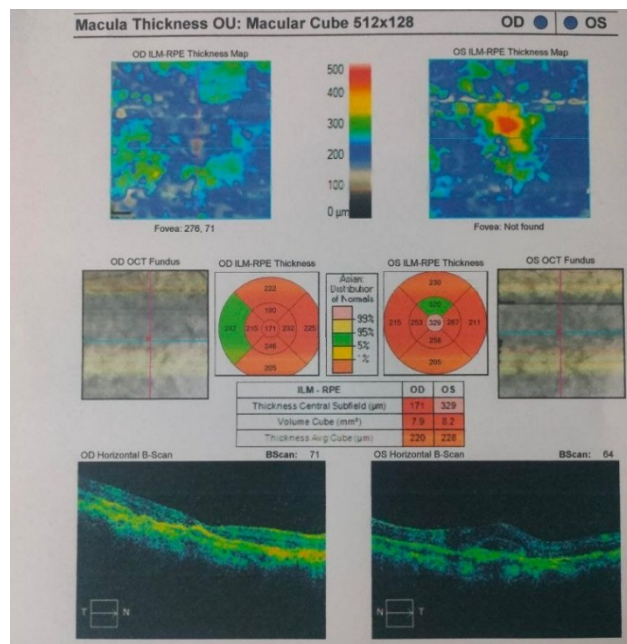 Macula Thickness OU: Macular Cube 512x128 OD OS
OD ILM-RPE Thickness Map
OS ILM-RPE Thickness Map
500
400
300
200
100
0 µm
Fovea: 276, 71
Fovea: Not found
OD OCT Fundus
OD ILM-RPE Thickness
OS ILM-RPE Thickness
OS OCT Fundus
222
190
215 171 232 225
246
205
Asian
Distribution
of Normals
99%
95%
5%
1%
230
320
215 253 329 267 211
258
205
ILM - RPE OD OS
Thickness Central Subfield (µm) 171 329
Volume Cube (mm³) 7.9 8.2
Thickness Avg Cube (µm) 220 228
OD Horizontal B-Scan BScan: 71
OS Horizontal B-Scan BScan: 64
T N
N T